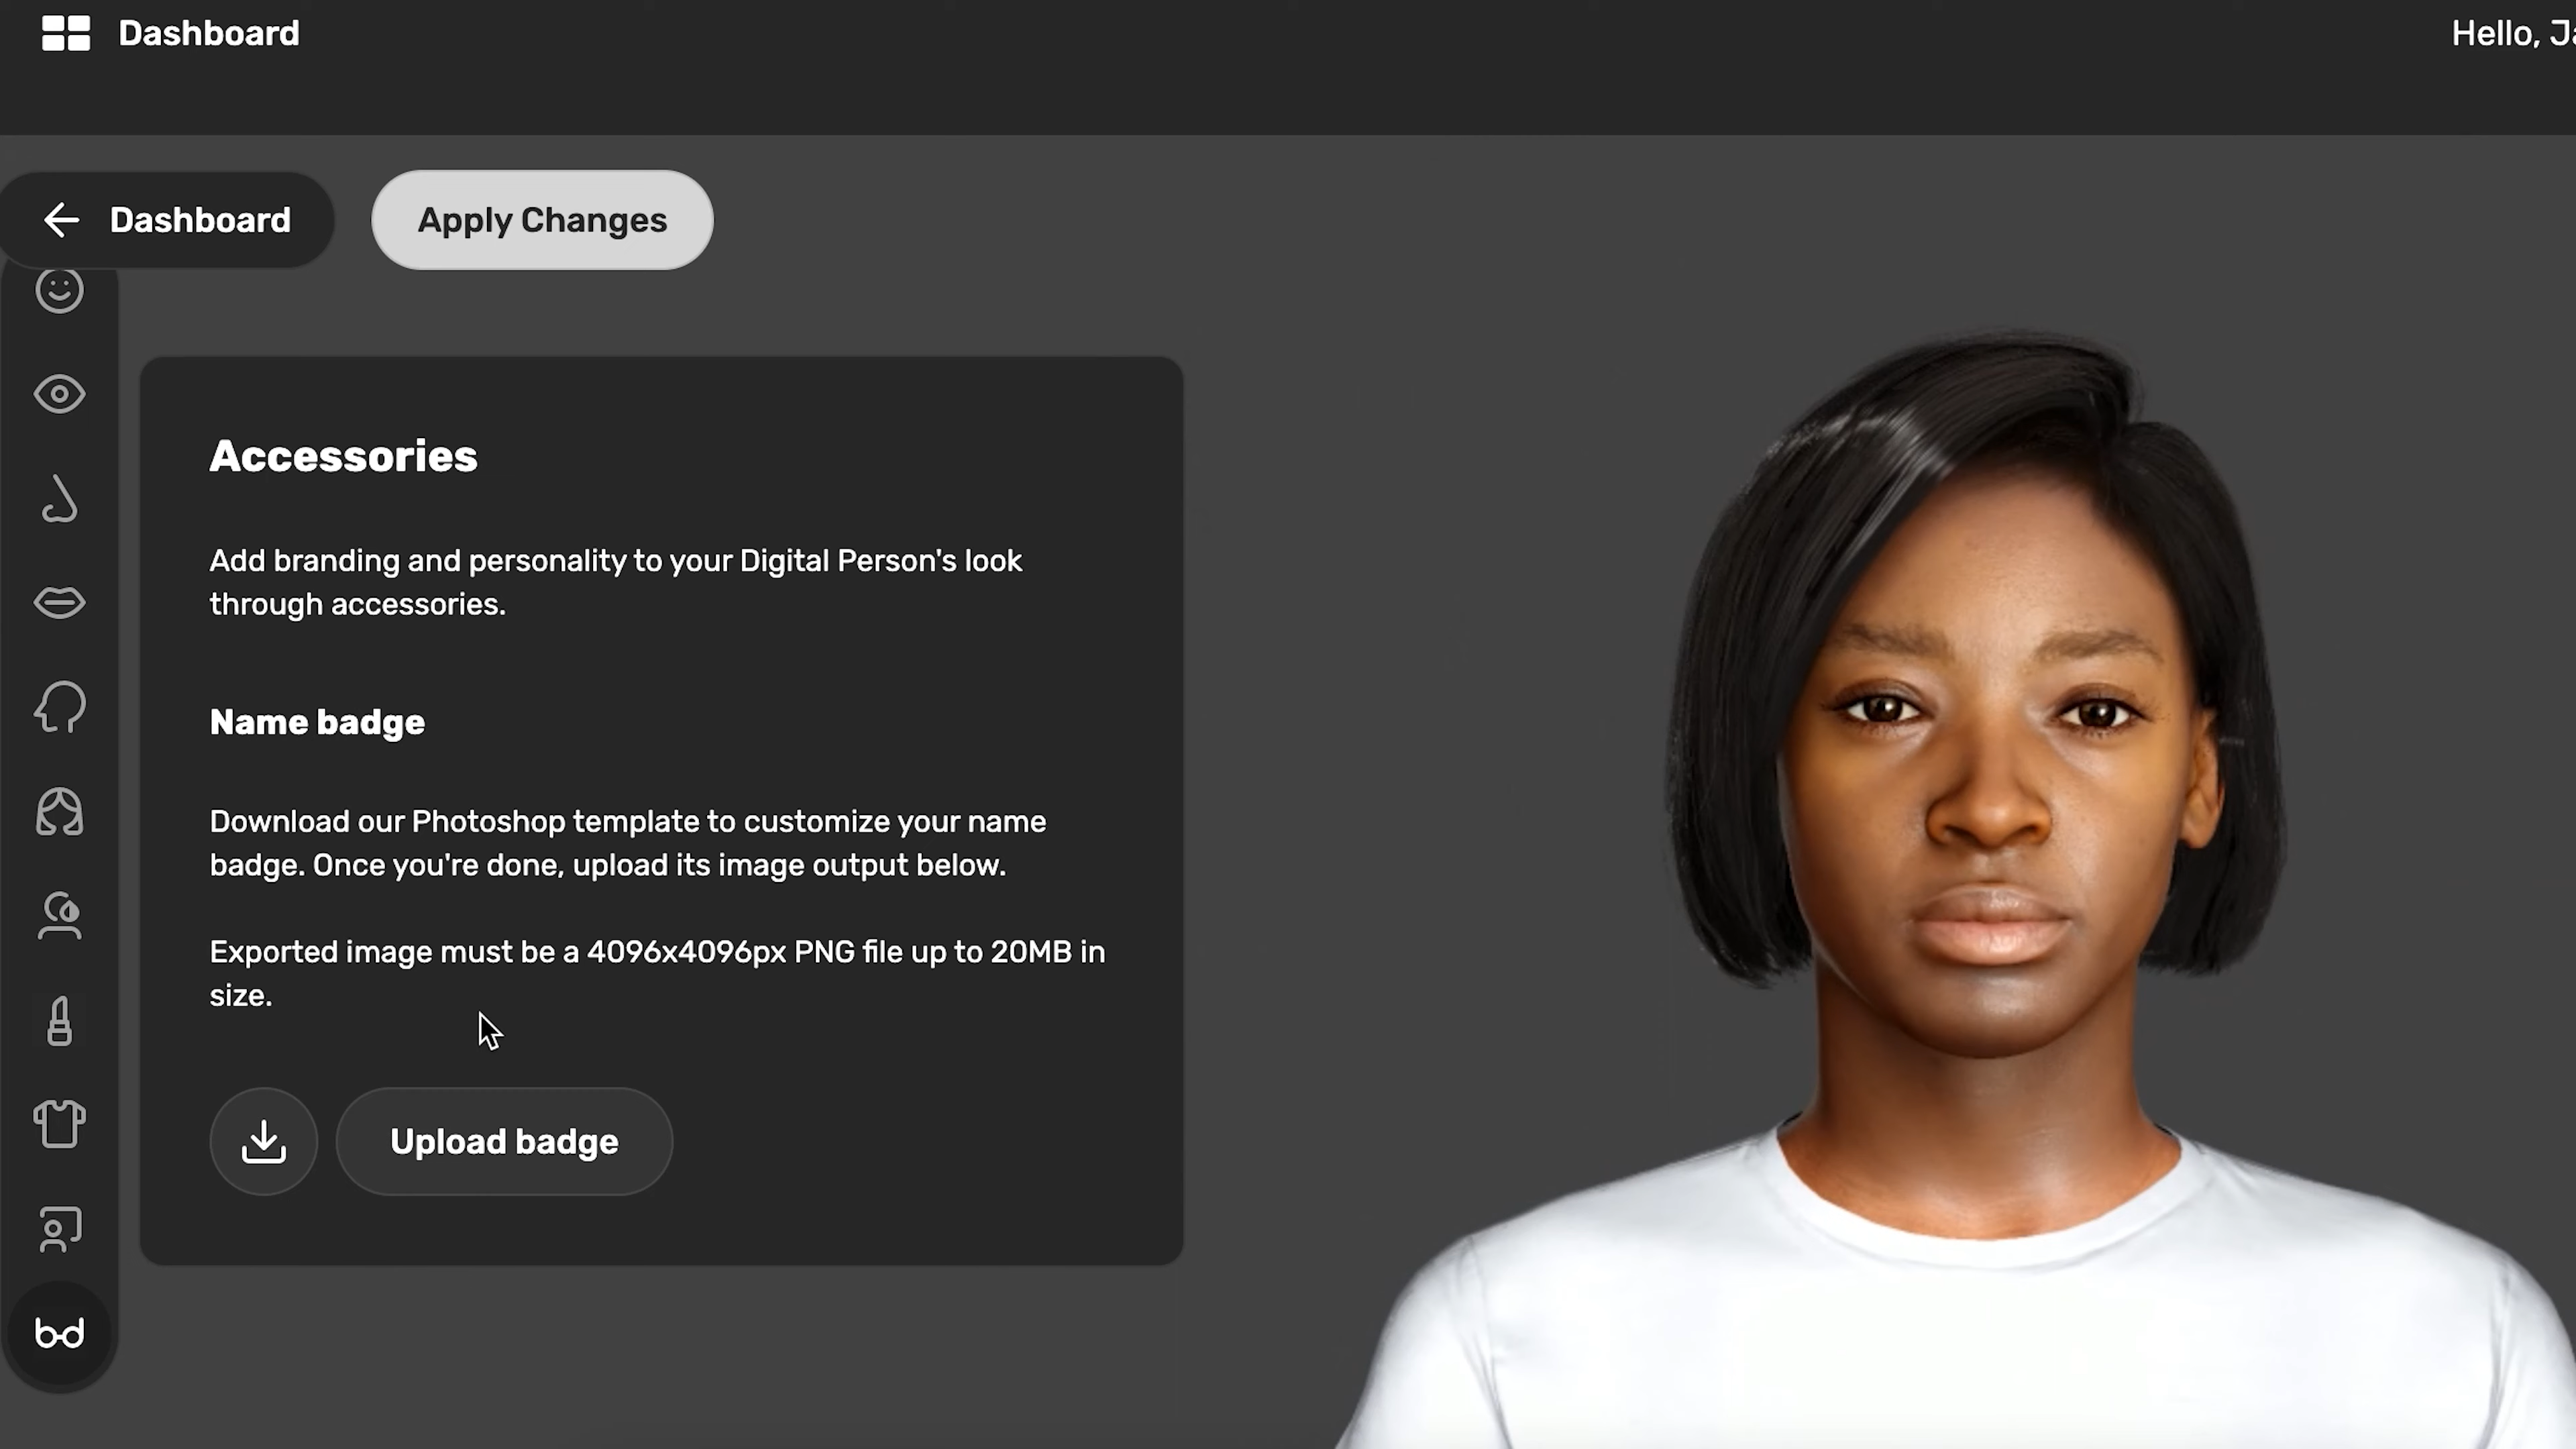 Dashboard
Hello, Ja
Dashboard
Apply Changes
Accessories
Add branding and personality to your Digital Person's look
through accessories.
Name badge
Download our Photoshop template to customize your name
badge. Once you're done, upload its image output below.
Exported image must be a 4096x4096px PNG file up to 20MB in
size.
Upload badge